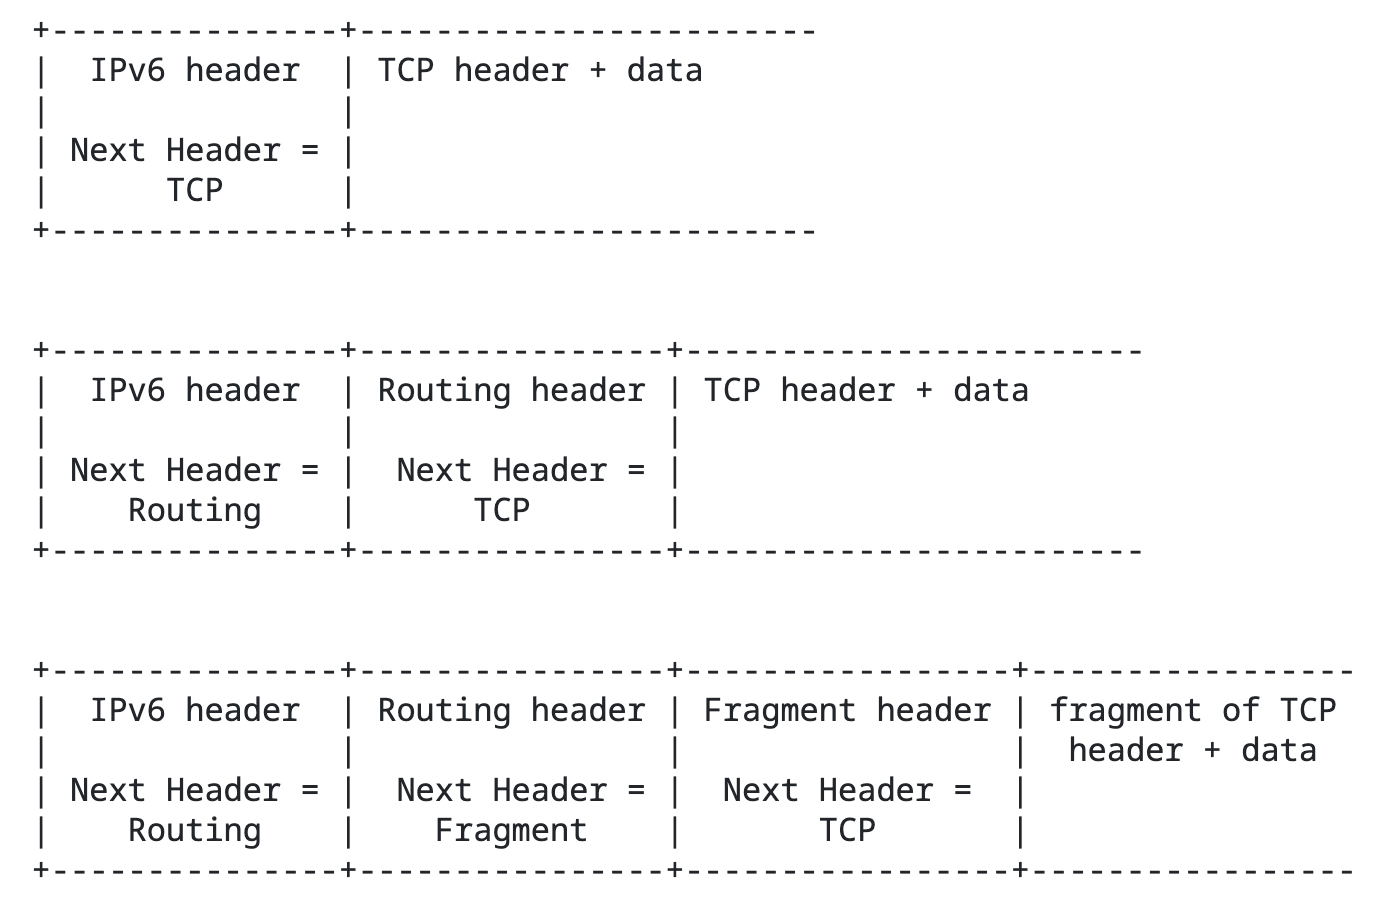 +---------------+------------------------
|  IPv6 header  | TCP header + data
|               |
| Next Header = |
|      TCP      |
+---------------+------------------------

+---------------+----------------+------------------------
|  IPv6 header  | Routing header | TCP header + data
|               |                |
| Next Header = |  Next Header = |
|    Routing    |      TCP       |
+---------------+----------------+------------------------

+---------------+----------------+-----------------+-----------------
|  IPv6 header  | Routing header | Fragment header | fragment of TCP
|               |                |                 |  header + data
| Next Header = |  Next Header = |  Next Header =  |
|    Routing    |    Fragment    |       TCP       |
+---------------+----------------+-----------------+-----------------